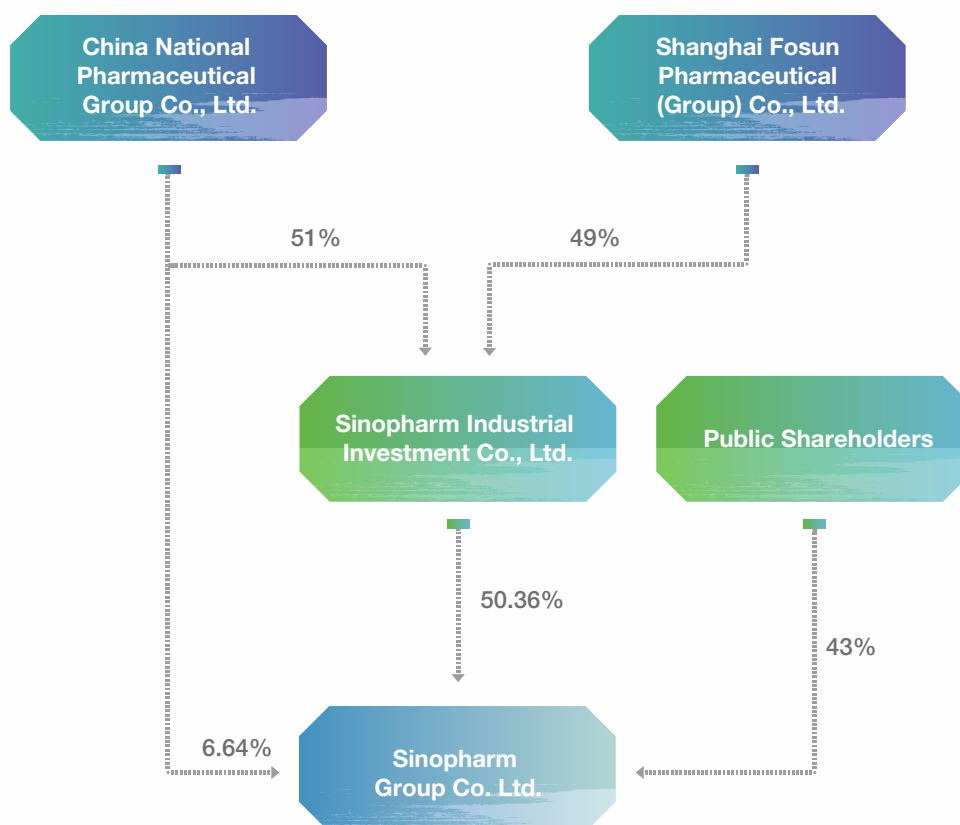 China National
Pharmaceutical
Group Co., Ltd.
Shanghai Fosun
Pharmaceutical
(Group) Co., Ltd.
51%
49%
Sinopharm Industrial
Investment Co., Ltd.
Public Shareholders
50.36%
43%
6.64%
Sinopharm
Group Co. Ltd.